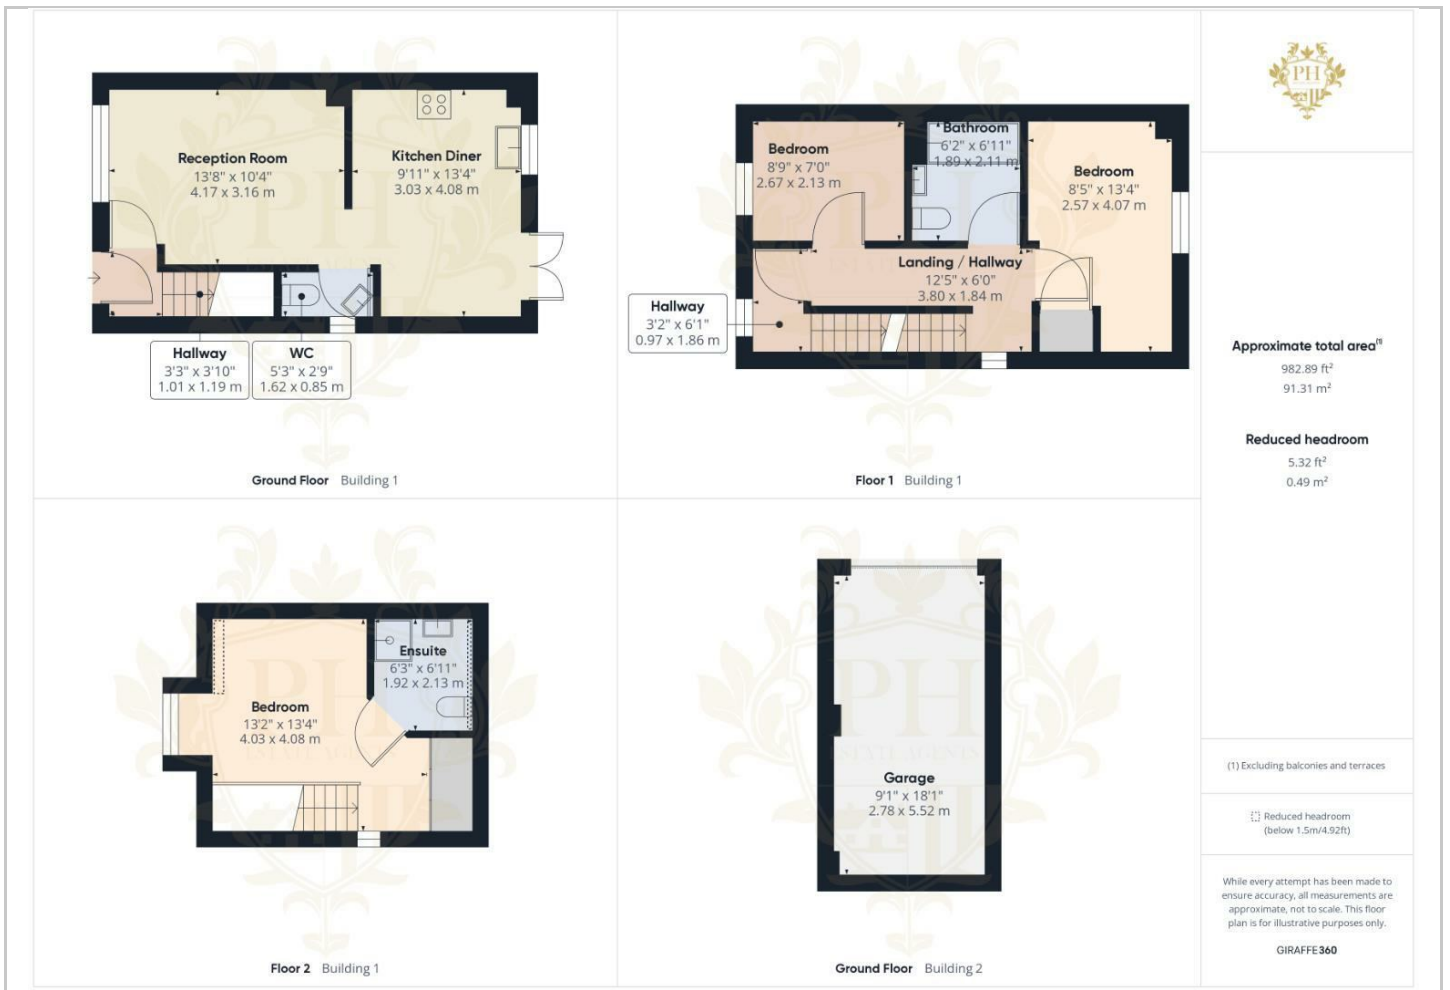 Reception Room
13'8" x 10'4"
4.17 x 3.16 m
Kitchen Diner
9'11" x 13'4"
3.03 x 4.08 m
Hallway
3'3" x 3'10"
1.01 x 1.19 m
WC
5'3" x 2'9"
1.62 x 0.85 m
Ground Floor Building 1
Bedroom
8'9" x 7'0"
2.67 x 2.13 m
Bathroom
6'2" x 6'11"
1.89 x 2.11 m
Bedroom
8'5" x 13'4"
2.57 x 4.07 m
Landing / Hallway
12'5" x 6'0"
3.80 x 1.84 m
Hallway
3'2" x 6'1"
0.97 x 1.86 m
Floor 1 Building 1
Bedroom
13'2" x 13'4"
4.03 x 4.08 m
Ensuite
6'3" x 6'11"
1.92 x 2.13 m
Floor 2 Building 1
Garage
9'1" x 18'1"
2.78 x 5.52 m
Ground Floor Building 2
PH
Approximate total area(1)
982.89 ft²
91.31 m²
Reduced headroom
5.32 ft²
0.49 m²
(1) Excluding balconies and terraces
Reduced headroom
(below 1.5m/4.92ft)
While every attempt has been made to
ensure accuracy, all measurements are
approximate, not to scale. This floor
plan is for illustrative purposes only.
GIRAFFE360
PH
ESTATE AGENTS